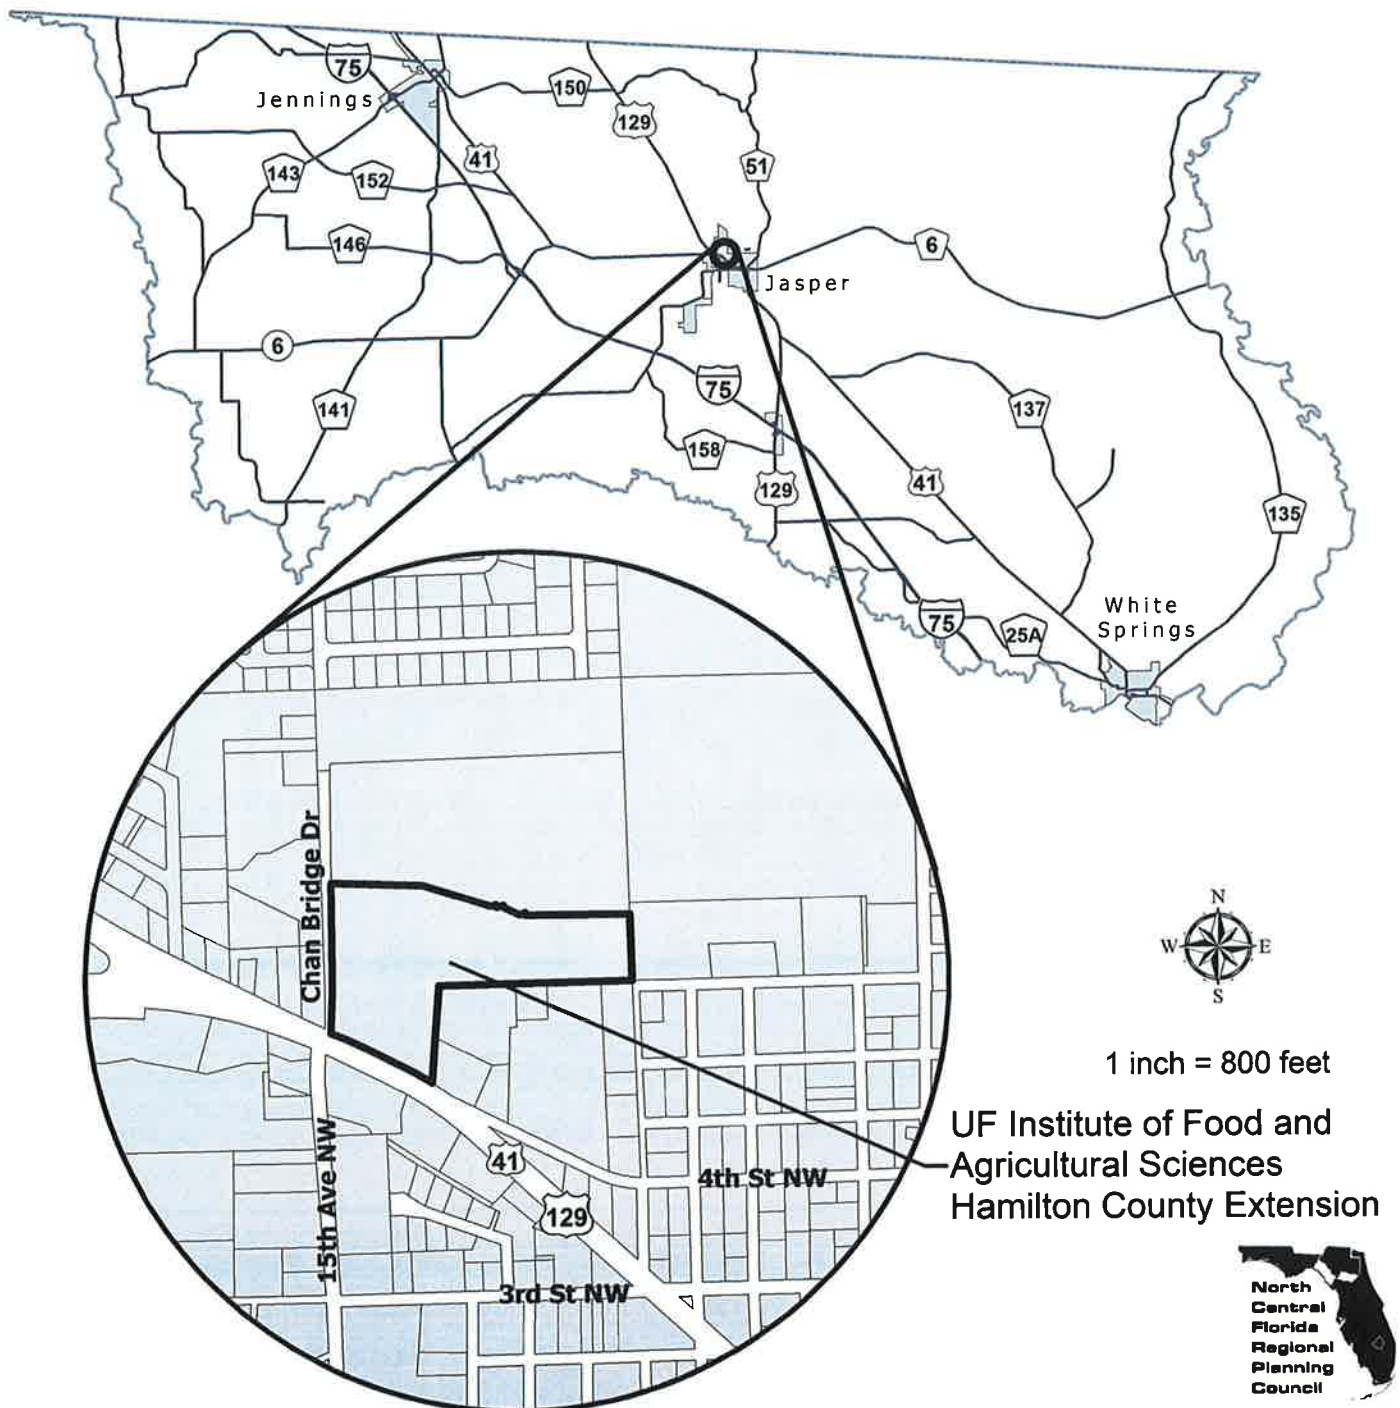 75
Jennings
150
129
41
51
143
152
146
6
Jasper
6
75
141
137
158
129
41
135
White
Springs
75
25A
Chan Bridge Dr
N
W
E
S
1 inch = 800 feet
UF Institute of Food and
Agricultural Sciences
Hamilton County Extension
41
4th St NW
15th Ave NW
129
3rd St NW
North
Central
Florida
Regional
Planning
Council